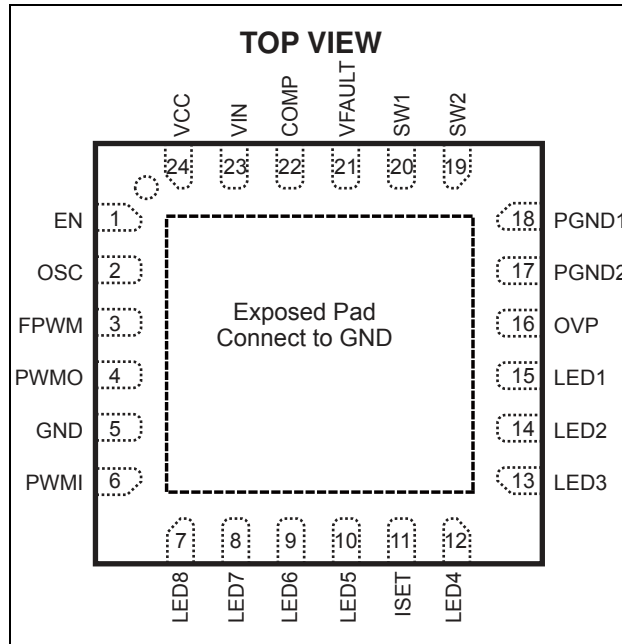 TOP VIEW
VCC
VIN
COMP
VFAULT
SW1
SW2
24
23
22
21
20
19
EN 1
OSC 2
FPWM 3
PWMO 4
GND 5
PWMI 6
Exposed Pad
Connect to GND
18 PGND1
17 PGND2
16 OVP
15 LED1
14 LED2
13 LED3
7
8
9
10
11
12
LED8
LED7
LED6
LED5
ISET
LED4